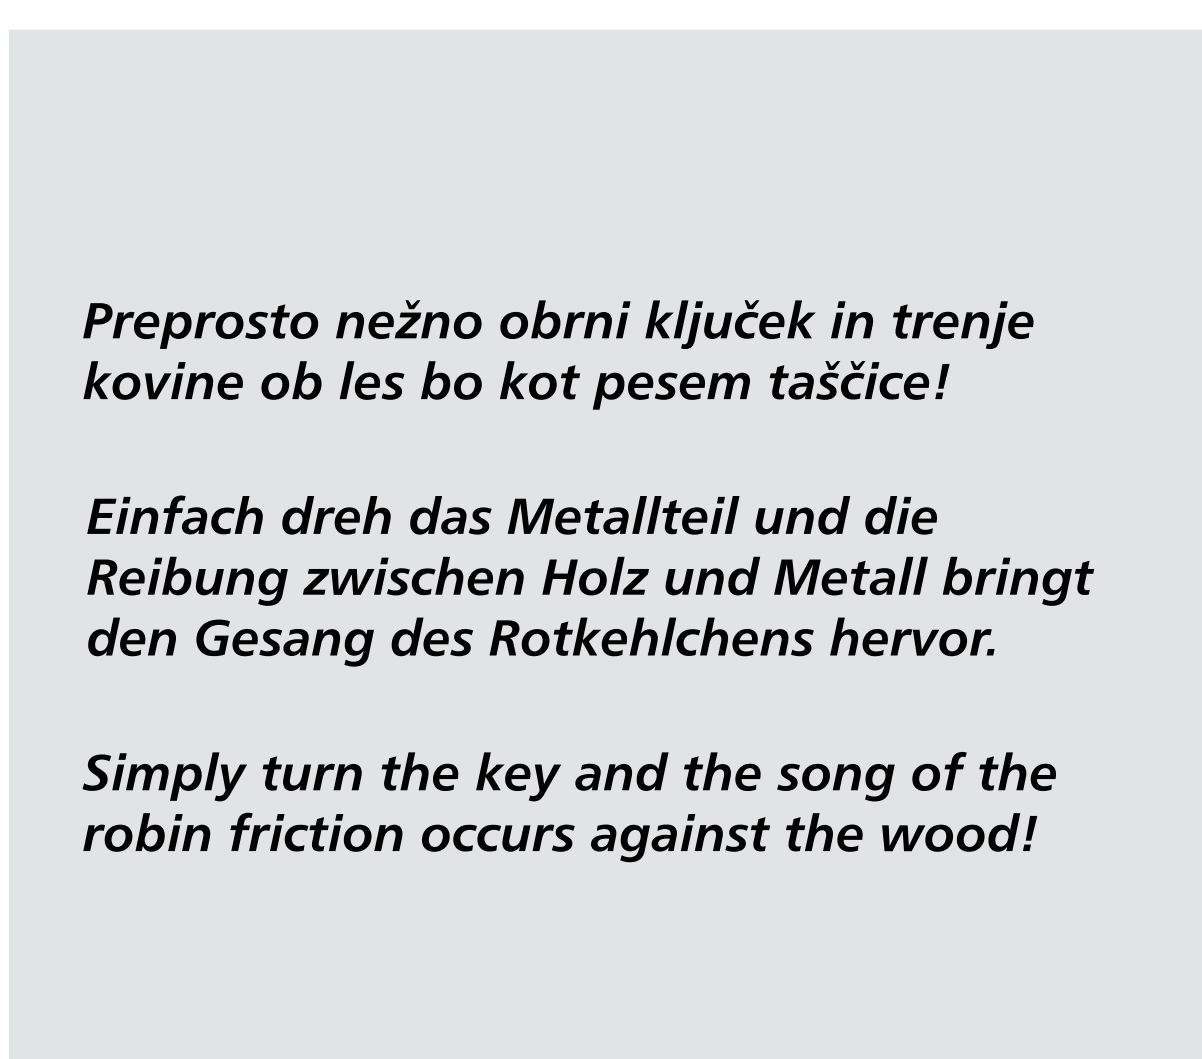 Preprosto nežno obrni ključek in trenje
kovine ob les bo kot pesem taščice!
Einfach dreh das Metallteil und die
Reibung zwischen Holz und Metall bringt
den Gesang des Rotkehlchens hervor.
Simply turn the key and the song of the
robin friction occurs against the wood!